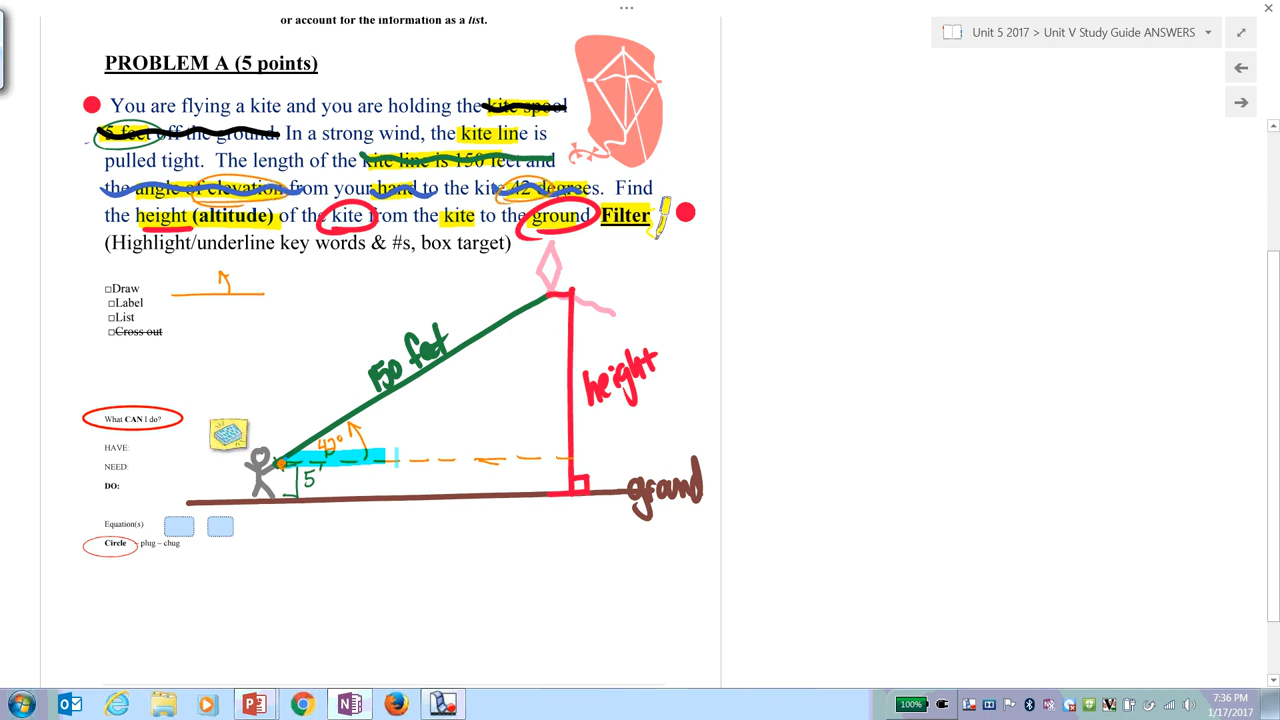 or account for the information as a list.
Unit 5 2017 > Unit V Study Guide ANSWERS
PROBLEM A (5 points)
You are flying a kite and you are holding the kite spool
5 feet off the ground. In a strong wind, the kite line is
pulled tight. The length of the kite line is 150 feet and
the angle of elevation from your hand to the kite 42 degrees. Find
the height (altitude) of the kite from the kite to the ground. Filter
(Highlight/underline key words & #s, box target)
□Draw
□Label
□List
□Cross out
150 feet
height
What CAN I do?
42°
HAVE:
NEED:
5'
DO:
ground
Equation(s)
Circle – plug – chug
100%
7:36 PM
1/17/2017